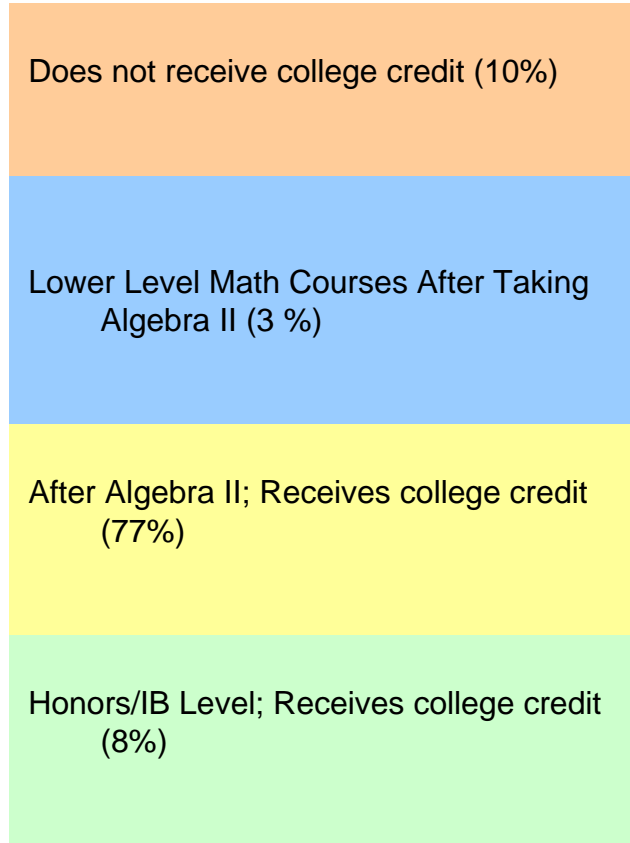 Does not receive college credit (10%)
Lower Level Math Courses After Taking
Algebra II (3 %)
After Algebra II; Receives college credit
(77%)
Honors/IB Level; Receives college credit
(8%)